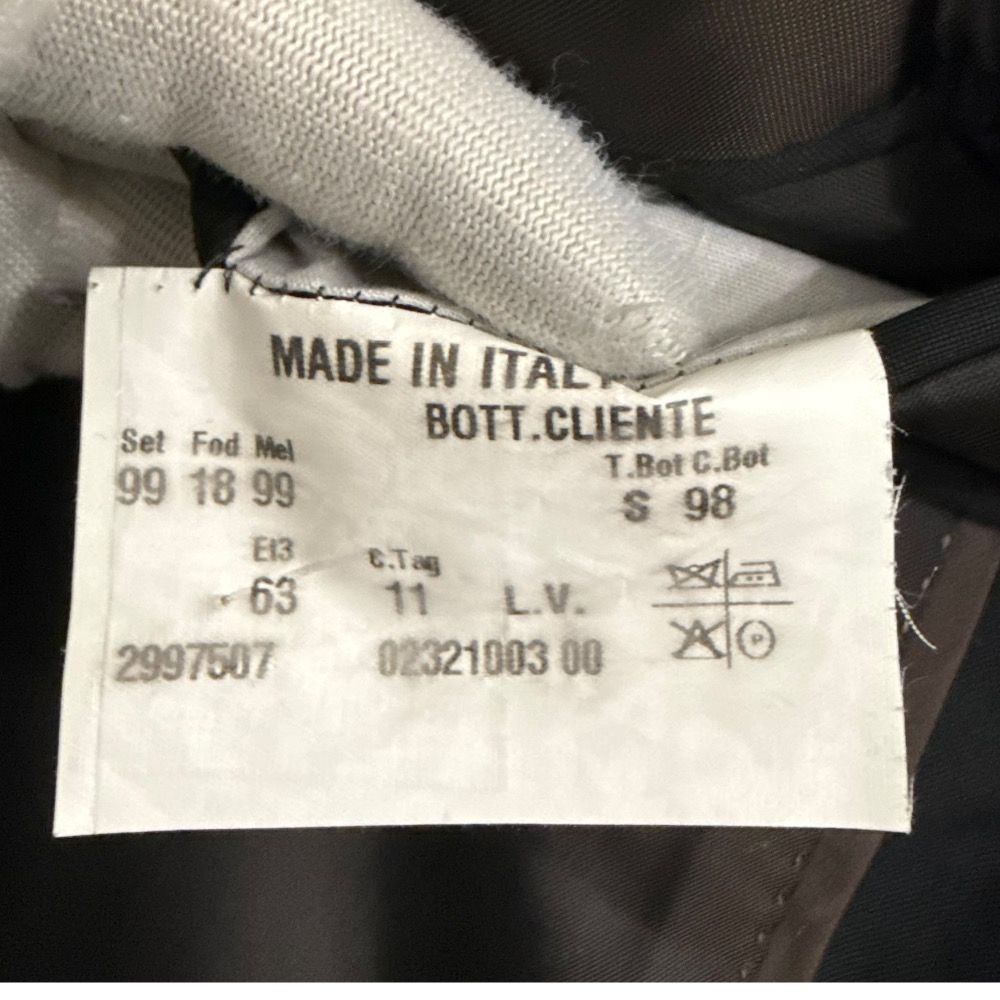 MADE IN ITALY
BOTT.CLIENTE
Set Fod Mel T.Bot C.Bot
99 18 99 S 98
Et3 C.Tag
63 11 L.V.
2997507 02321003 00
P